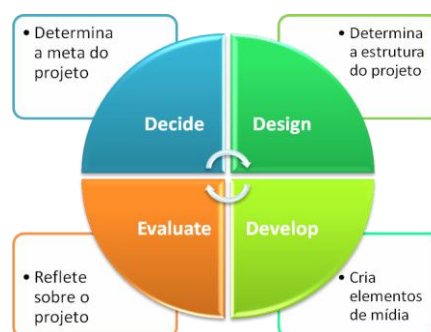 • Determina
a meta do
projeto
• Determina
a estrutura
do projeto
Decide
Design
Evaluate
Develop
• Reflete
sobre o
projeto
• Cria
elementos
de mídia